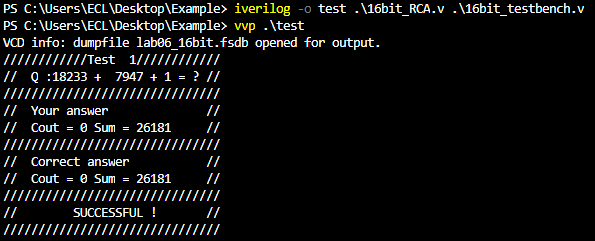 PS C:\Users\ECL\Desktop\Example> iverilog -o test .\16bit_RCA.v .\16bit_testbench.v
PS C:\Users\ECL\Desktop\Example> vvp .\test
VCD info: dumpfile lab06_16bit.fsdb opened for output.
////////////Test  1////////////
//  Q :18233 +  7947 + 1 = ? //
///////////////////////////////
//  Your answer              //
//  Cout = 0 Sum = 26181     //
///////////////////////////////
//  Correct answer           //
//  Cout = 0 Sum = 26181     //
///////////////////////////////
//        SUCCESSFUL !       //
///////////////////////////////